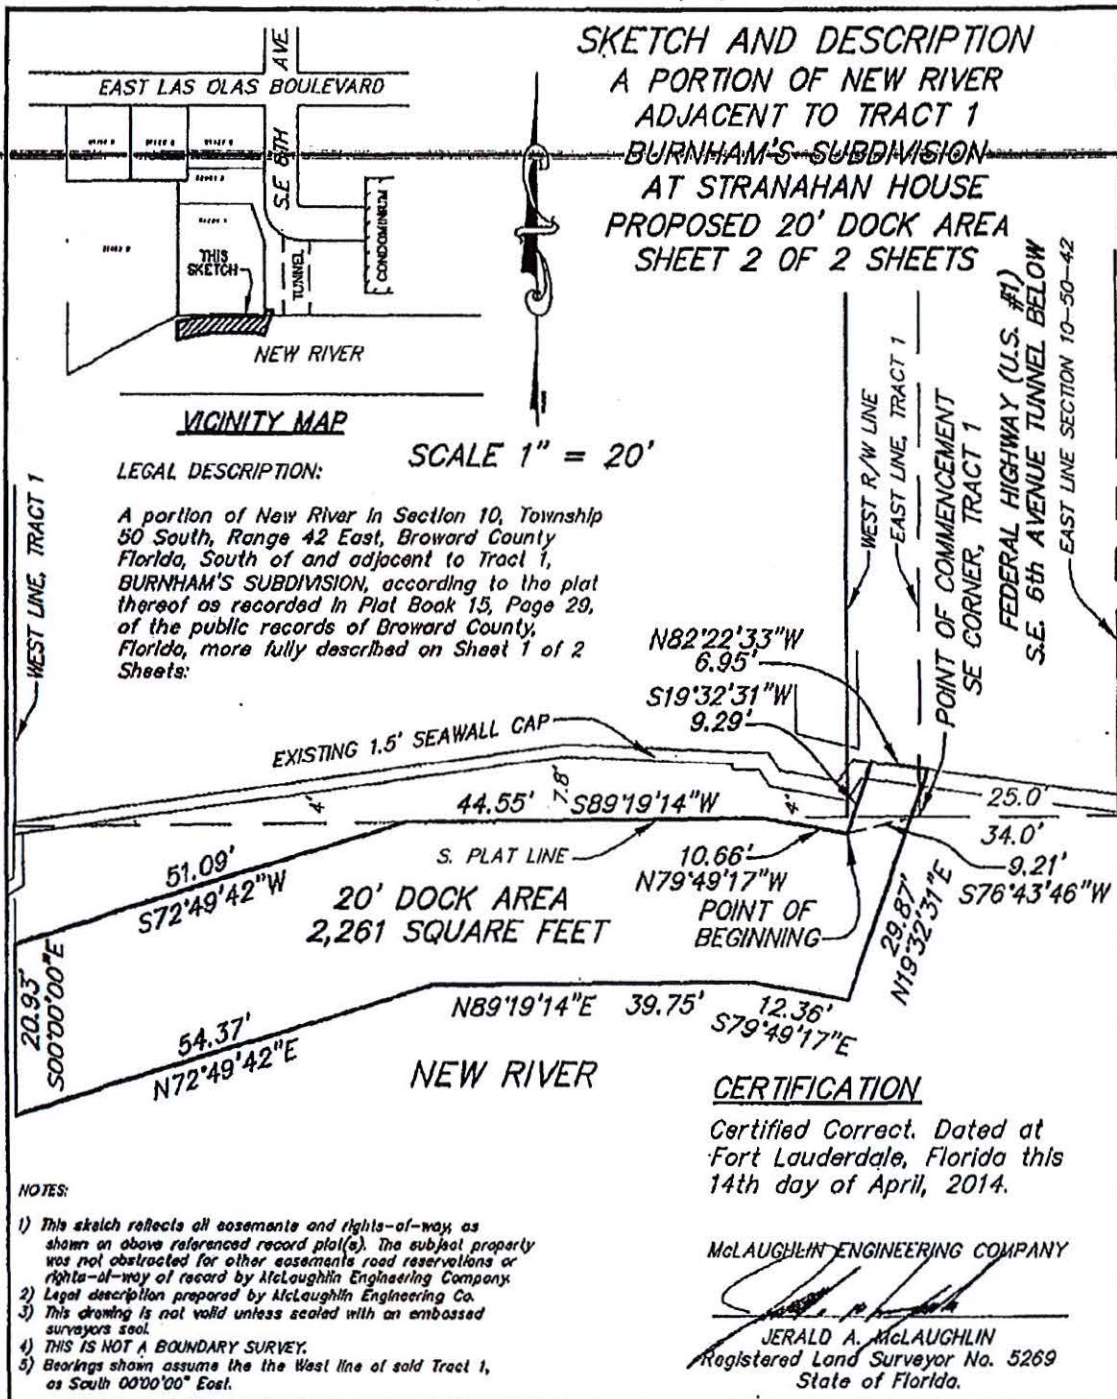 SKETCH AND DESCRIPTION
A PORTION OF NEW RIVER
ADJACENT TO TRACT 1
BURNHAM'S SUBDIVISION
AT STRANAHAN HOUSE
PROPOSED 20' DOCK AREA
SHEET 2 OF 2 SHEETS
EAST LAS OLAS BOULEVARD
S.E. 6TH AVE.
THIS
SKETCH
TUNNEL
CONDOMINIUM
NEW RIVER
VICINITY MAP
SCALE 1" = 20'
LEGAL DESCRIPTION:
A portion of New River in Section 10, Township
50 South, Range 42 East, Broward County
Florida, South of and adjacent to Tract 1,
BURNHAM'S SUBDIVISION, according to the plat
thereof as recorded in Plat Book 15, Page 29,
of the public records of Broward County,
Florida, more fully described on Sheet 1 of 2
Sheets:
WEST LINE, TRACT 1
WEST R/W LINE
EAST LINE, TRACT 1
POINT OF COMMENCEMENT
SE CORNER, TRACT 1
FEDERAL HIGHWAY (U.S. #1)
S.E. 6th AVENUE TUNNEL BELOW
EAST LINE SECTION 10-50-42
N82°22'33"W
6.95'
S19°32'31"W
9.29'
EXISTING 1.5' SEAWALL CAP
4'
44.55'
7.8'
S89°19'14"W
4'
25.0'
34.0'
S. PLAT LINE
10.66'
N79°49'17"W
9.21'
S76°43'46"W
51.09'
S72°49'42"W
20' DOCK AREA
2,261 SQUARE FEET
POINT OF
BEGINNING
29.87'
N19°32'31"E
20.93'
S00°00'00"E
54.37'
N72°49'42"E
N89°19'14"E 39.75'
12.36'
S79°49'17"E
NEW RIVER
CERTIFICATION
Certified Correct. Dated at
Fort Lauderdale, Florida this
14th day of April, 2014.
NOTES:
1) This sketch reflects all easements and rights-of-way, as
shown on above referenced record plat(s). The subject property
was not abstracted for other easements road reservations or
rights-of-way of record by McLaughlin Engineering Company.
2) Legal description prepared by McLaughlin Engineering Co.
3) This drawing is not valid unless sealed with an embossed
surveyors seal.
4) THIS IS NOT A BOUNDARY SURVEY.
5) Bearings shown assume the the West line of said Tract 1,
as South 00°00'00" East.
McLAUGHLIN ENGINEERING COMPANY
JERALD A. McLAUGHLIN
Registered Land Surveyor No. 5269
State of Florida.